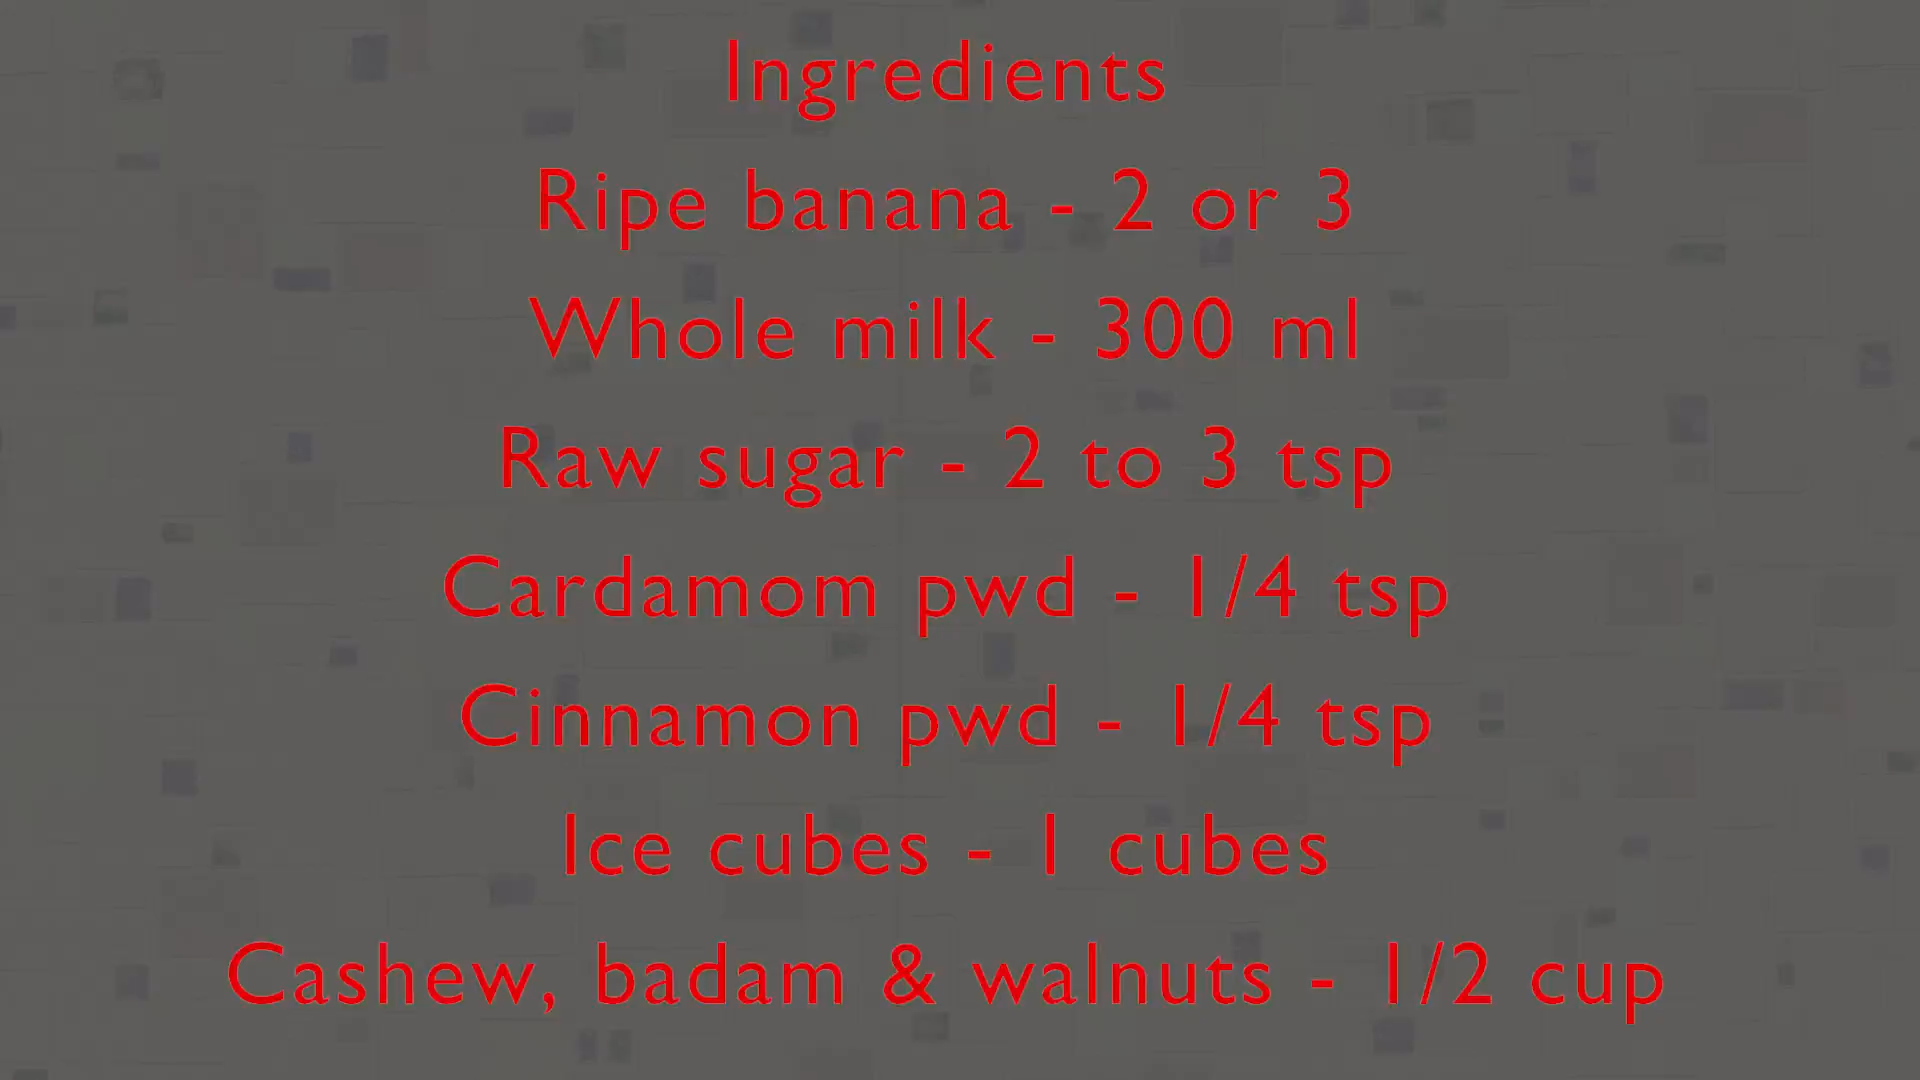 Ingredients
Ripe banana - 2 or 3
Whole milk - 300 ml
Raw sugar - 2 to 3 tsp
Cardamom pwd - 1/4 tsp
Cinnamon pwd - 1/4 tsp
Ice cubes - 1 cubes
Cashew, badam & walnuts - 1/2 cup